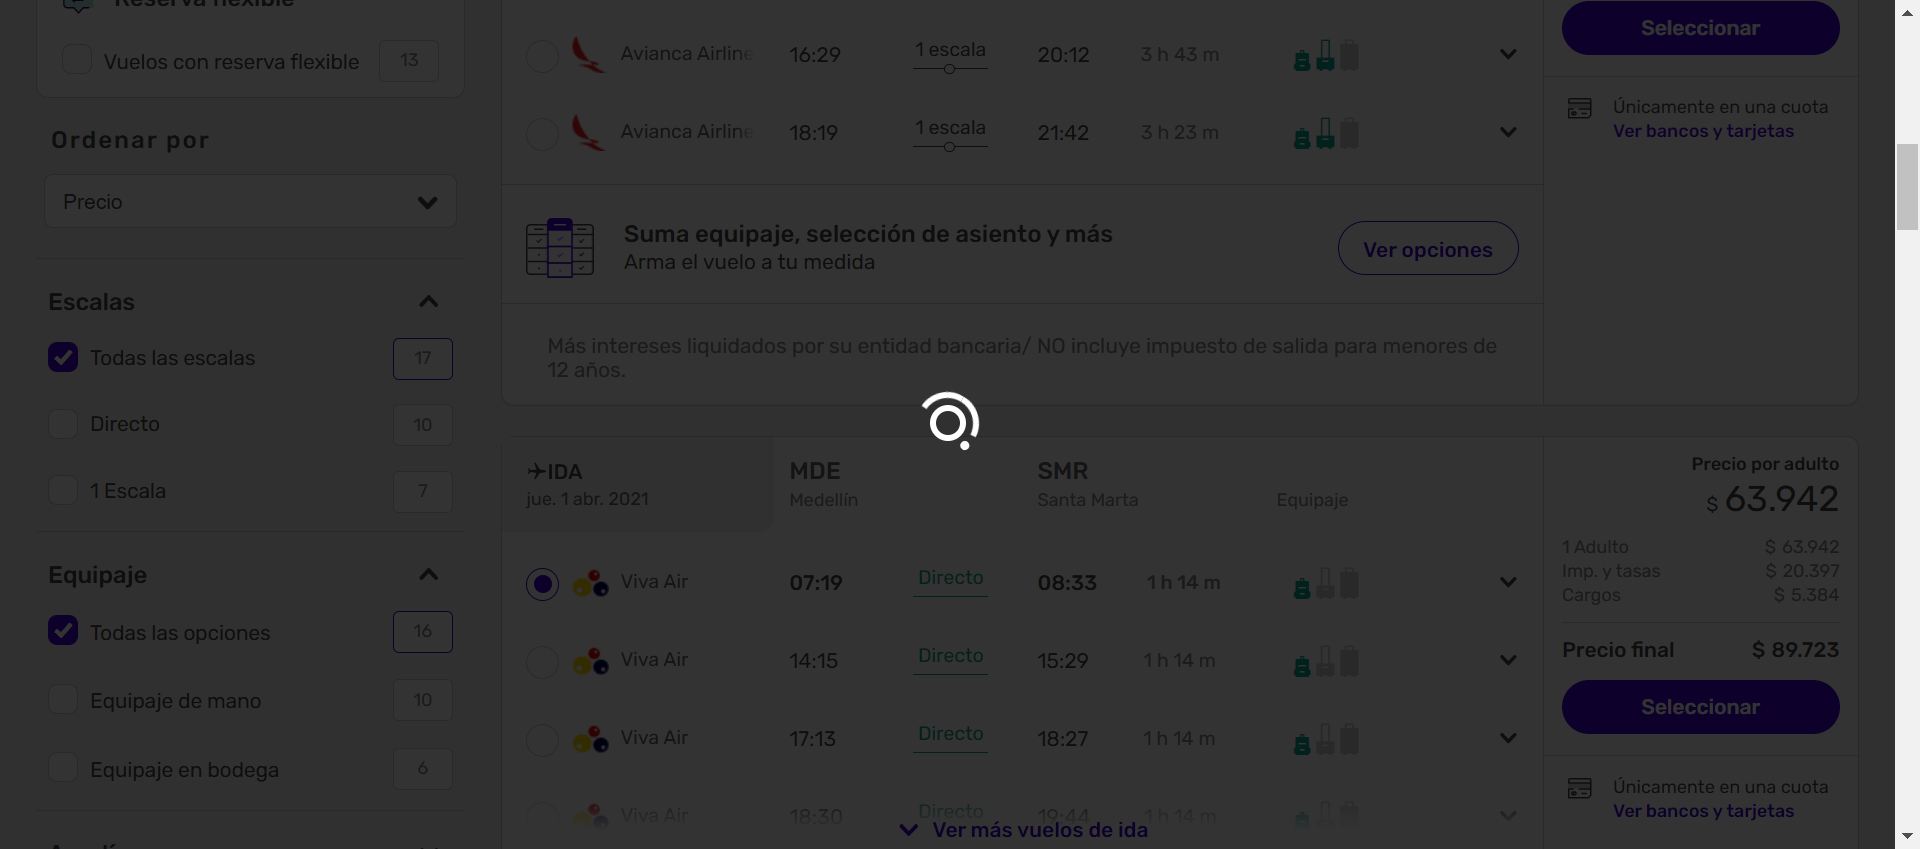 Reserva flexible
Vuelos con reserva flexible 13
Ordenar por
Precio
Escalas
Todas las escalas 17
Directo 10
1 Escala 7
Equipaje
Todas las opciones 16
Equipaje de mano 10
Equipaje en bodega 6
Avianca Airline 16:29 1 escala 20:12 3 h 43 m
Avianca Airline 18:19 1 escala 21:42 3 h 23 m
Suma equipaje, selección de asiento y más
Arma el vuelo a tu medida
Ver opciones
Más intereses liquidados por su entidad bancaria/ NO incluye impuesto de salida para menores de
12 años.
Seleccionar
Únicamente en una cuota
Ver bancos y tarjetas
IDA MDE SMR
jue. 1 abr. 2021 Medellín Santa Marta Equipaje
Viva Air 07:19 Directo 08:33 1 h 14 m
Viva Air 14:15 Directo 15:29 1 h 14 m
Viva Air 17:13 Directo 18:27 1 h 14 m
Viva Air 18:30 Directo 19:44 1 h 14 m
Ver más vuelos de ida
Precio por adulto
$ 63.942
1 Adulto $ 63.942
Imp. y tasas $ 20.397
Cargos $ 5.384
Precio final $ 89.723
Seleccionar
Únicamente en una cuota
Ver bancos y tarjetas